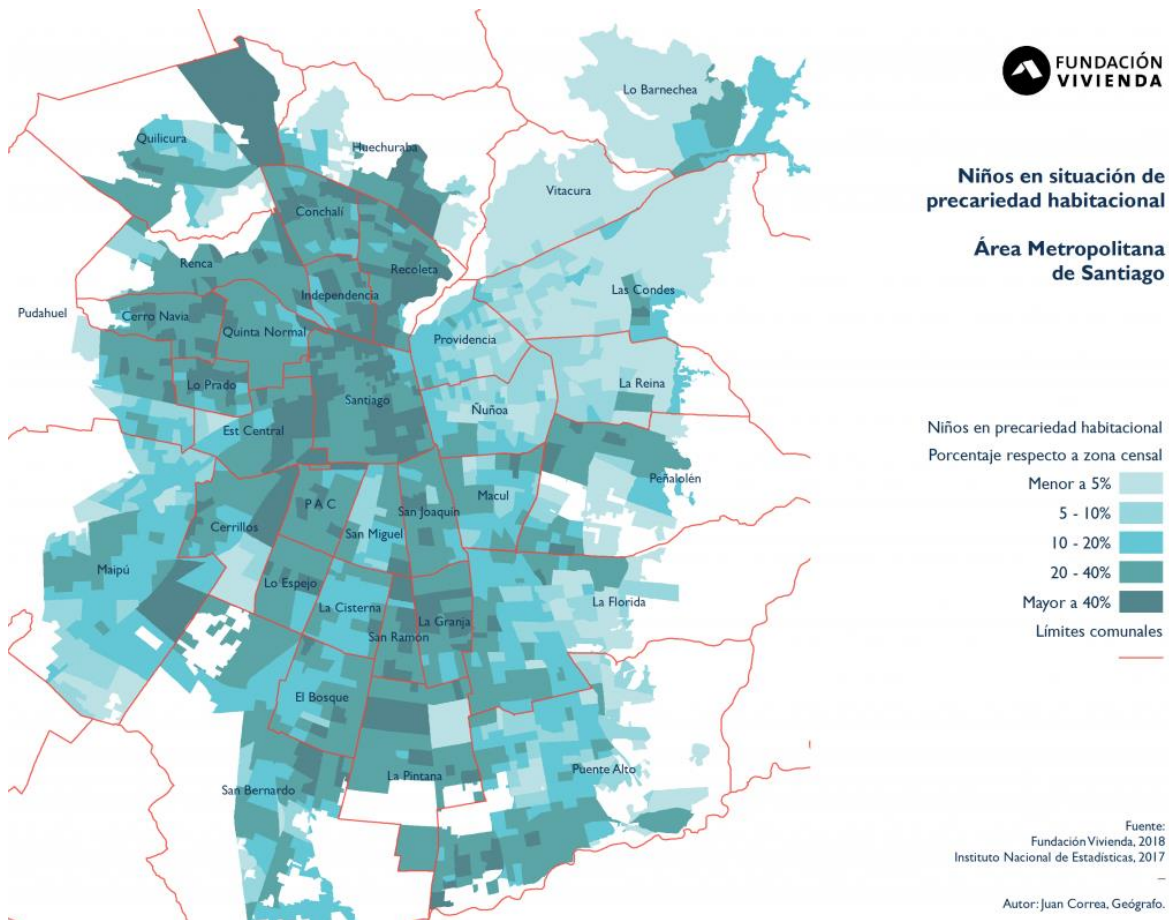 FUNDACIÓN
VIVIENDA
Niños en situación de
precariedad habitacional
Área Metropolitana
de Santiago
Lo Barnechea
Quilicura
Huechuraba
Vitacura
Conchalí
Renca
Recoleta
Las Condes
Independencia
Pudahuel
Cerro Navia
Quinta Normal
Providencia
Lo Prado
La Reina
Santiago
Ñuñoa
Est Central
Peñalolén
Macul
P A C
San Joaquín
Cerrillos
San Miguel
Maipú
Lo Espejo
La Cisterna
La Florida
La Granja
San Ramon
El Bosque
Puente Alto
La Pintana
San Bernardo
Niños en precariedad habitacional
Porcentaje respecto a zona censal
Menor a 5%
5 - 10%
10 - 20%
20 - 40%
Mayor a 40%
Límites comunales
Fuente:
Fundación Vivienda, 2018
Instituto Nacional de Estadísticas, 2017
–
Autor: Juan Correa, Geógrafo.